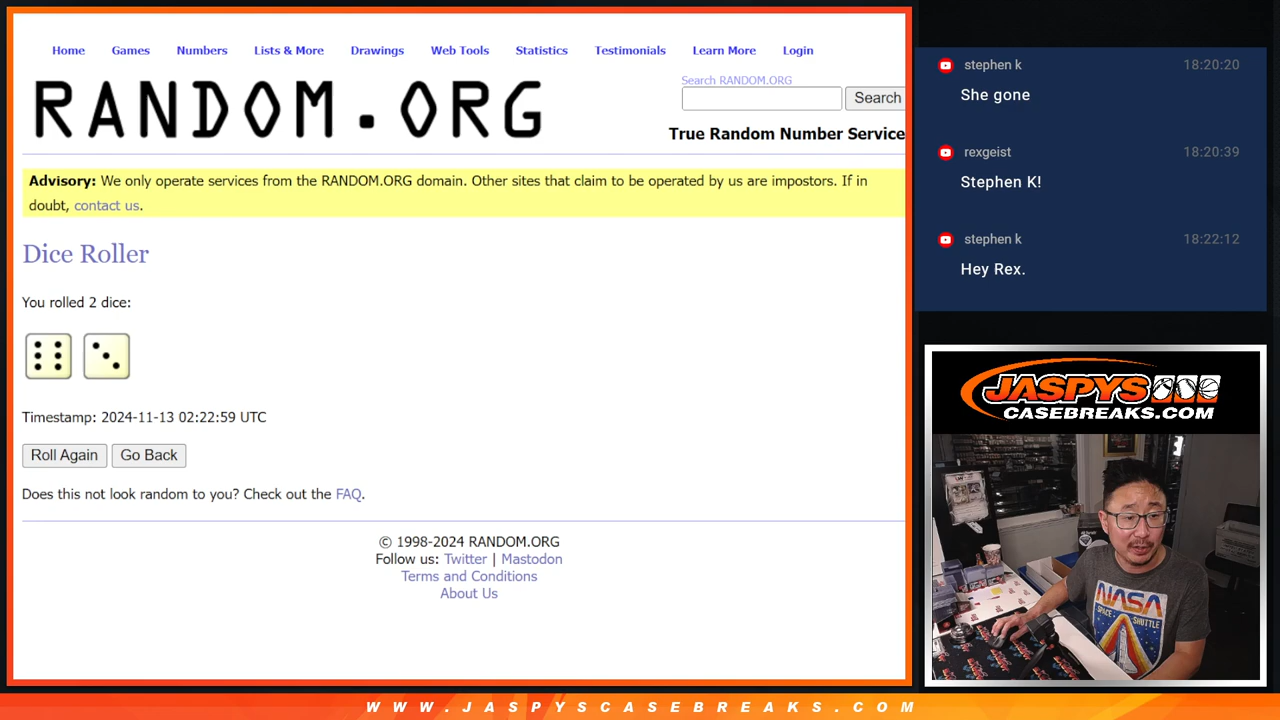 Home Games Numbers Lists & More Drawings Web Tools Statistics Testimonials Learn More Login
RANDOM.ORG
Search RANDOM.ORG
Search
True Random Number Service
Advisory: We only operate services from the RANDOM.ORG domain. Other sites that claim to be operated by us are impostors. If in
doubt, contact us.
Dice Roller
You rolled 2 dice:
Timestamp: 2024-11-13 02:22:59 UTC
Roll Again Go Back
Does this not look random to you? Check out the FAQ.
© 1998-2024 RANDOM.ORG
Follow us: Twitter | Mastodon
Terms and Conditions
About Us
stephen k 18:20:20
She gone
rexgeist 18:20:39
Stephen K!
stephen k 18:22:12
Hey Rex.
JASPYS
CASEBREAKS.COM
NASA
SPACE SHUTTLE
WWW.JASPYSCASEBREAKS.COM